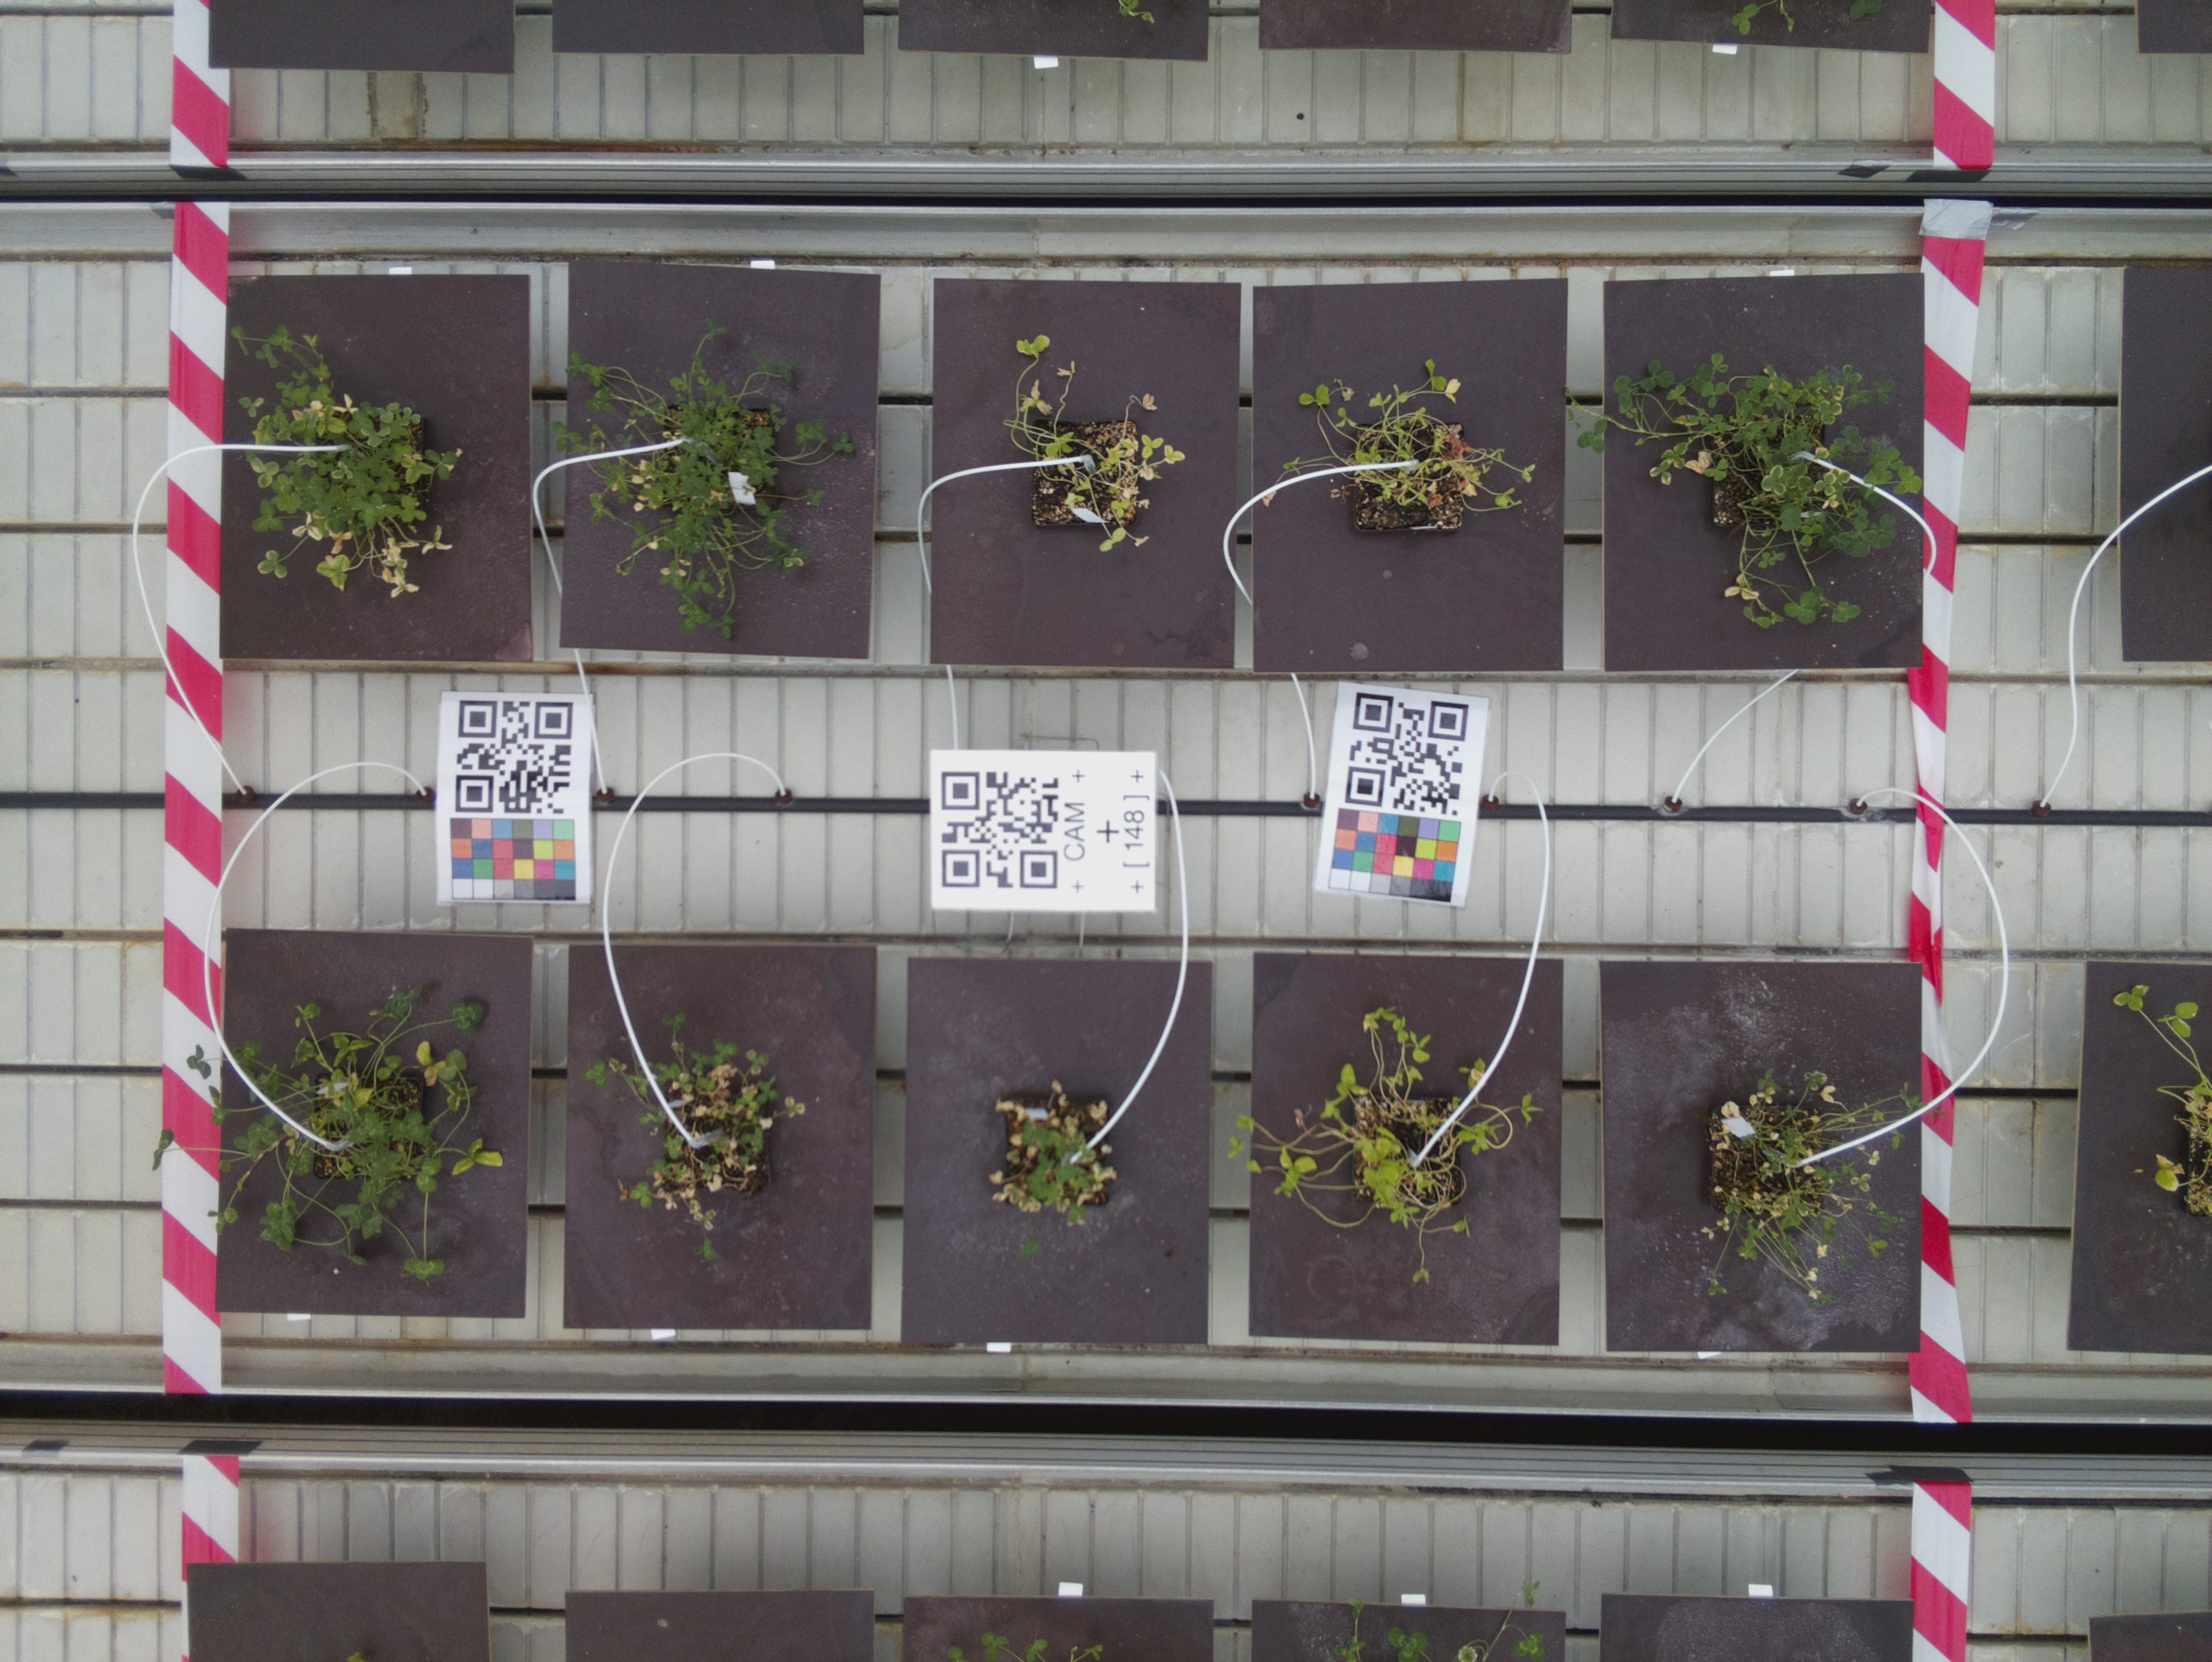 + CAM +
+
+ [ 148 ] +